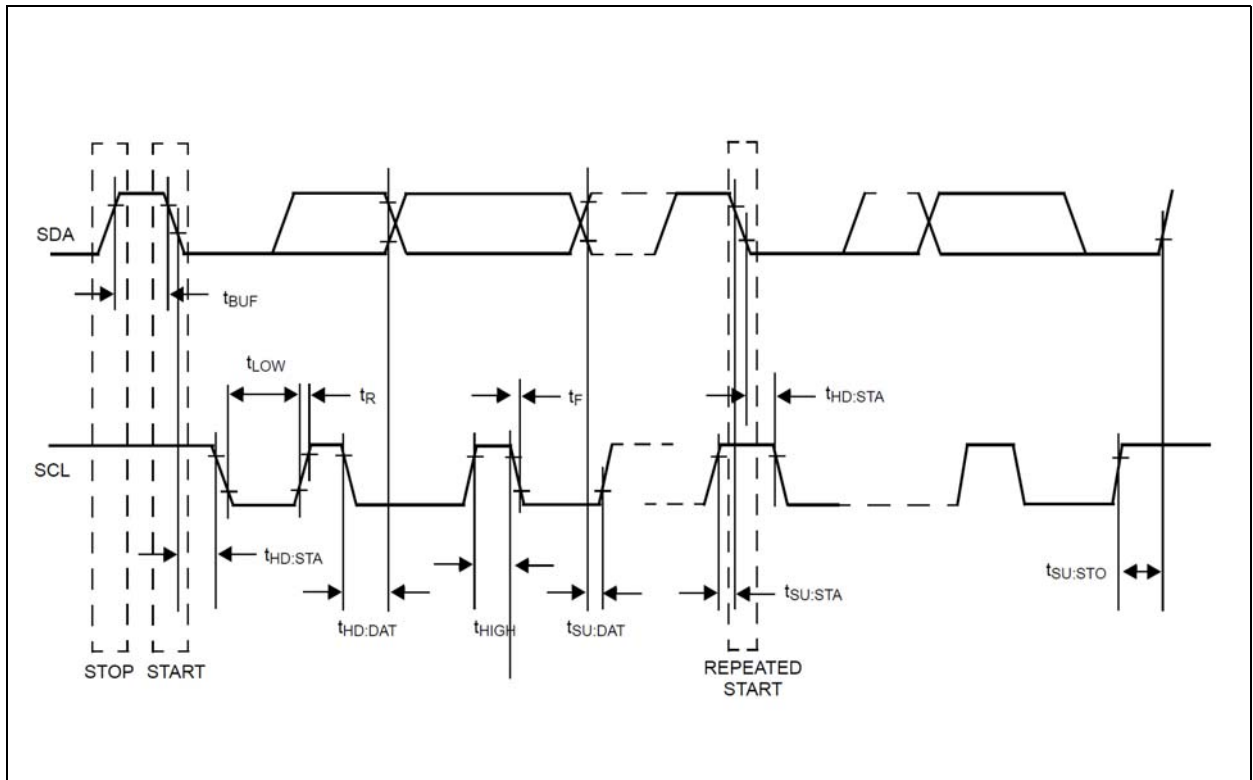 SDA
tBUF
tLOW
tR
tF
tHD:STA
SCL
tHD:STA
tSU:STO
tSU:STA
tHD:DAT
tHIGH
tSU:DAT
STOP
START
REPEATED
START